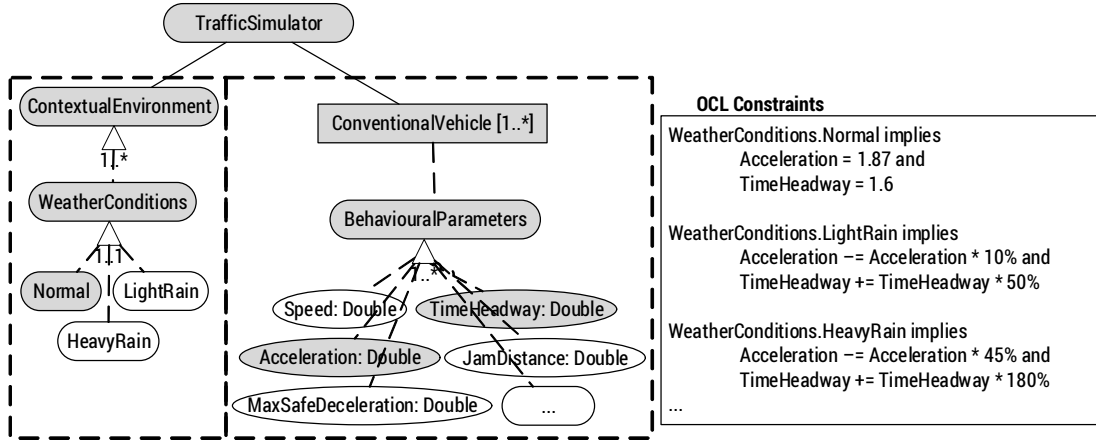 TrafficSimulator
ContextualEnvironment
1..*
WeatherConditions
1..1
Normal
LightRain
HeavyRain
ConventionalVehicle [1..*]
BehaviouralParameters
1..*
Speed: Double
TimeHeadway: Double
Acceleration: Double
JamDistance: Double
MaxSafeDeceleration: Double
...
OCL Constraints
WeatherConditions.Normal implies
Acceleration = 1.87 and
TimeHeadway = 1.6
WeatherConditions.LightRain implies
Acceleration –= Acceleration * 10% and
TimeHeadway += TimeHeadway * 50%
WeatherConditions.HeavyRain implies
Acceleration –= Acceleration * 45% and
TimeHeadway += TimeHeadway * 180%
...